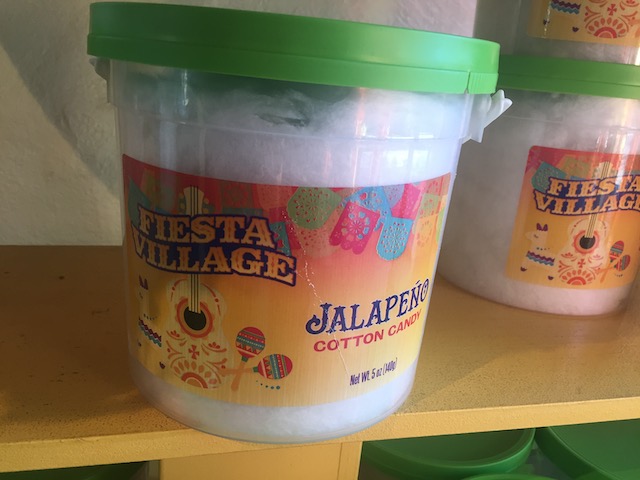 FIESTA
VILLAGE
JALAPEÑO
COTTON CANDY
Net Wt. 5 oz (140g)
FIESTA
VILLAGE